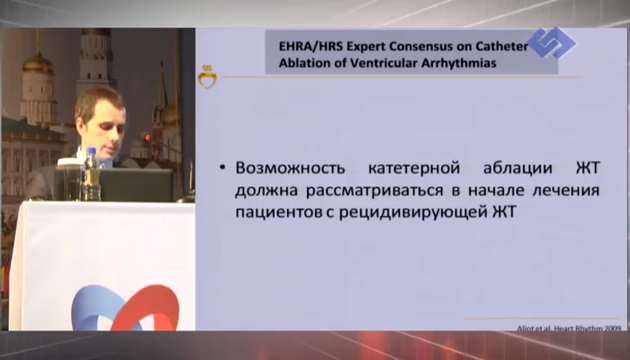 EHRA/HRS Expert Consensus on Catheter
Ablation of Ventricular Arrhythmias
• Возможность катетерной аблации ЖТ
должна рассматриваться в начале лечения
пациентов с рецидивирующей ЖТ
Aliot et al. Heart Rhythm 2009